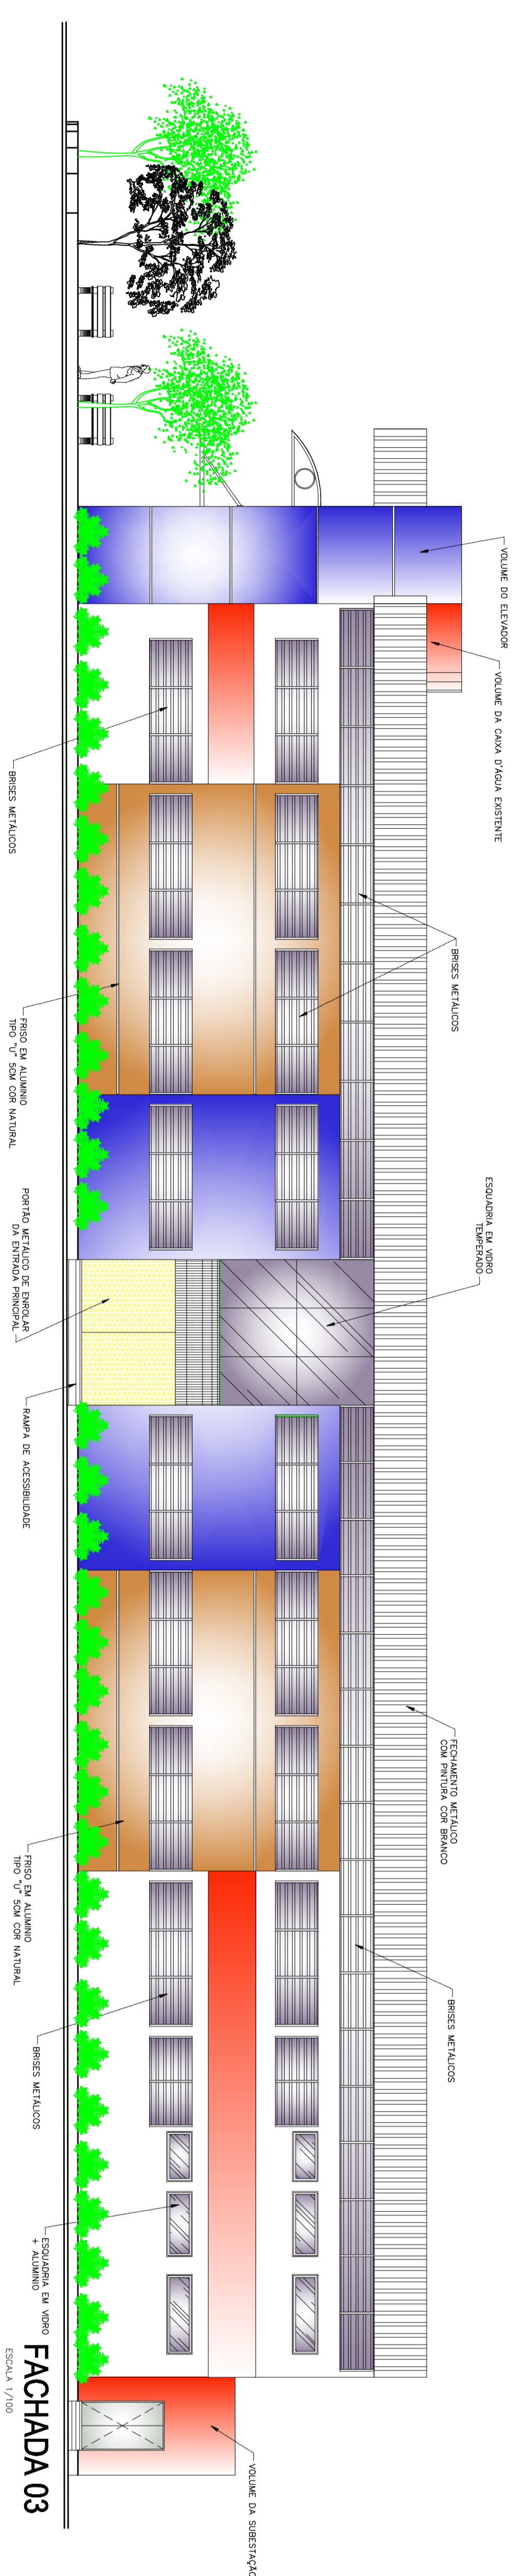 VOLUME DO ELEVADOR
VOLUME DA CAIXA D'ÁGUA EXISTENTE
BRISES METÁLICOS
BRISES METÁLICOS
FRISO EM ALUMINIO
TIPO "U" 5CM COR NATURAL
ESQUADRIA EM VIDRO
TEMPERADO
PORTÃO METÁLICO DE ENROLAR
DA ENTRADA PRINCIPAL
RAMPA DE ACESSIBILIDADE
FECHAMENTO METÁLICO
COM PINTURA COR BRANCO
FRISO EM ALUMINIO
TIPO "U" 5CM COR NATURAL
BRISES METÁLICOS
BRISES METÁLICOS
ESQUADRIA EM VIDRO
+ ALUMINIO
VOLUME DA SUBESTAÇÃO
FACHADA 03
ESCALA 1/100